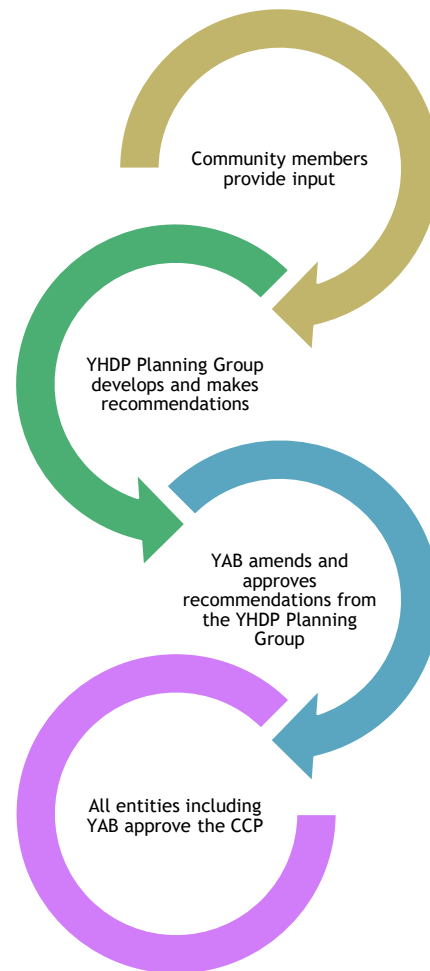 Community members
provide input
YHDP Planning Group
develops and makes
recommendations
YAB amends and
approves
recommendations from
the YHDP Planning
Group
All entities including
YAB approve the CCP